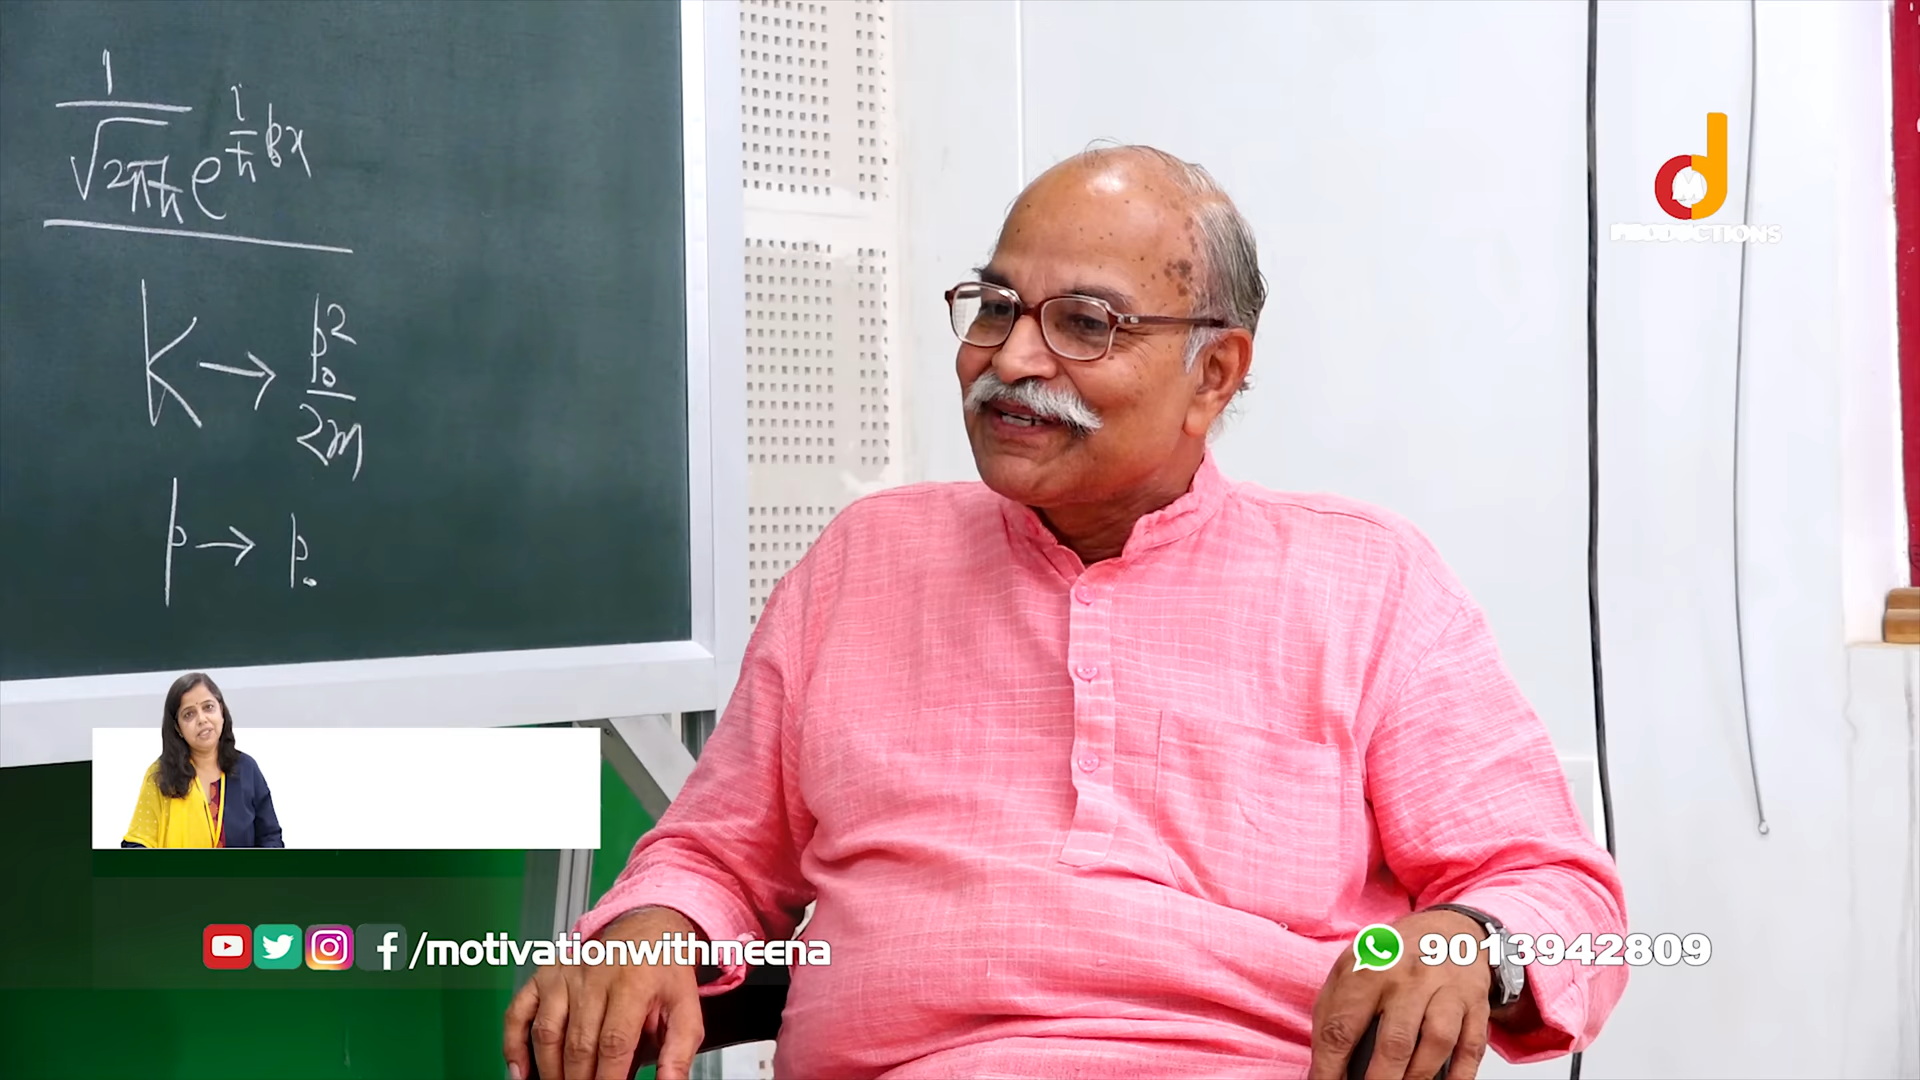 1
√2πħ e^(i/ħ px)
K → p₀²
2m
p → p₀
M
PRODUCTIONS
/motivationwithmeena
9013942809